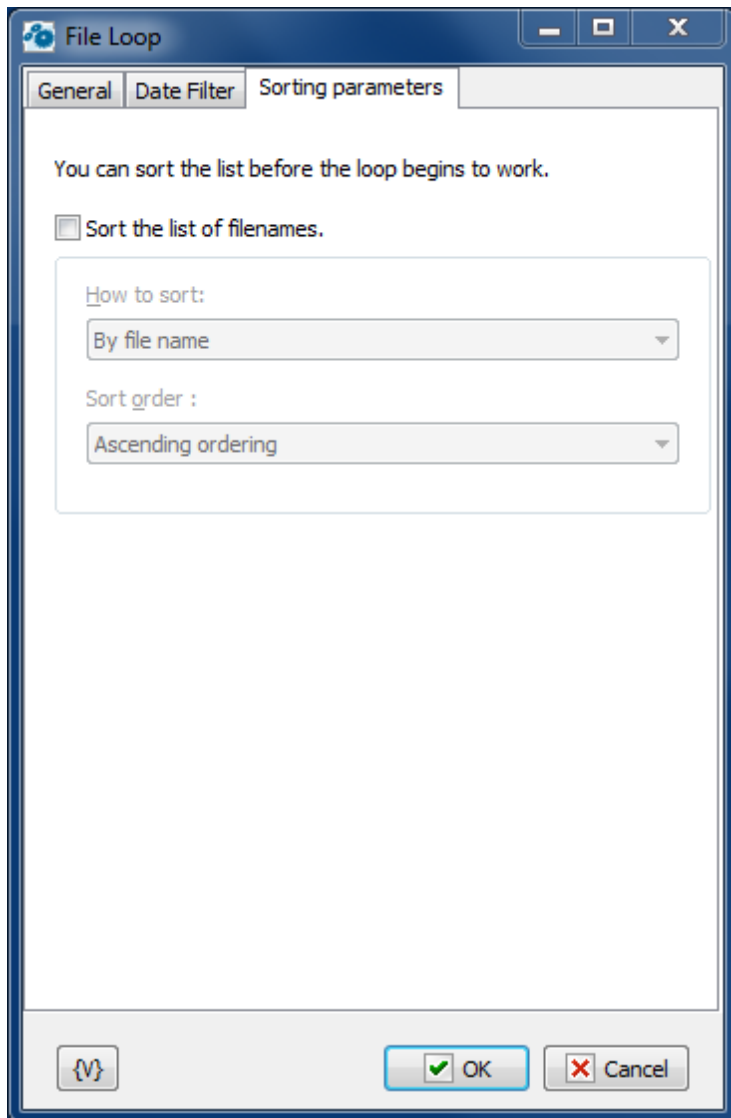 File Loop
General Date Filter Sorting parameters
You can sort the list before the loop begins to work.
Sort the list of filenames.
How to sort:
By file name
Sort order :
Ascending ordering
{V} OK Cancel